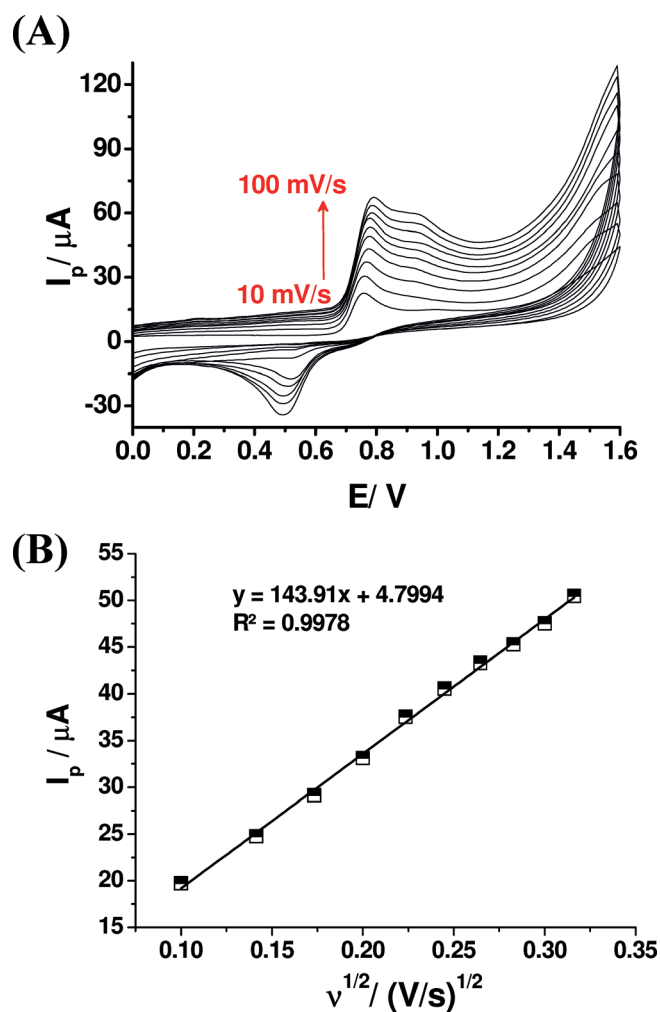 (A)
I_p/ μA
120
90
60
30
0
-30
100 mV/s
10 mV/s
0.0 0.2 0.4 0.6 0.8 1.0 1.2 1.4 1.6
E/ V
(B)
I_p / μA
55
50
45
40
35
30
25
20
15
y = 143.91x + 4.7994
R² = 0.9978
0.10 0.15 0.20 0.25 0.30 0.35
ν^1/2/ (V/s)^1/2